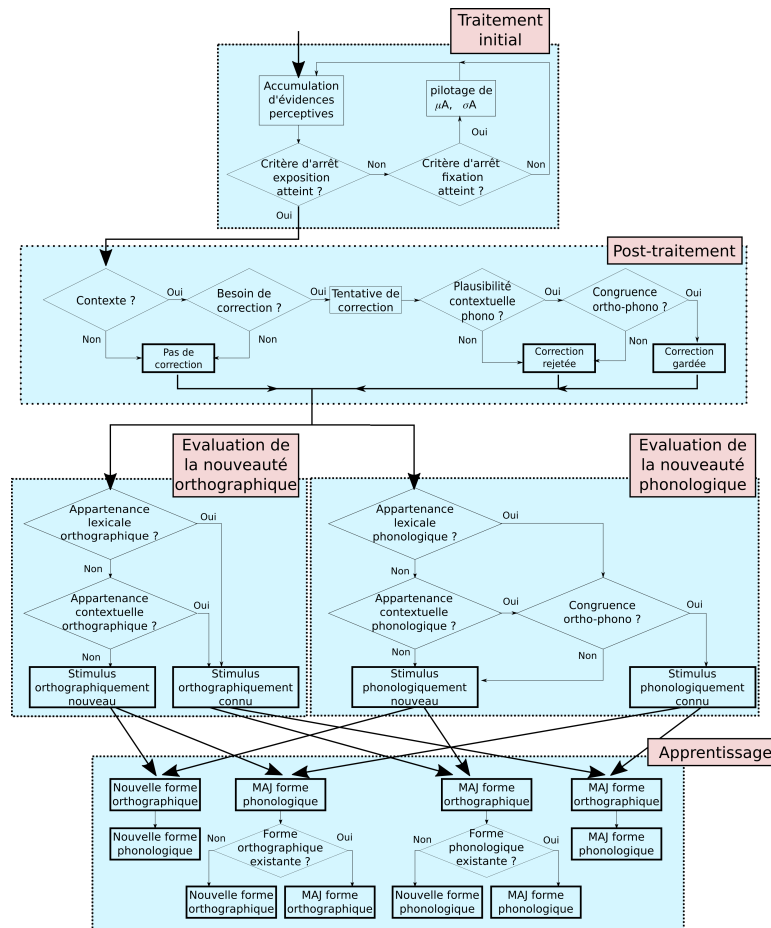 Traitement
initial
Accumulation
d'évidences
perceptives
pilotage de
μA, σA
Oui
Critère d'arrêt
exposition
atteint ?
Non
Critère d'arrêt
fixation
atteint ?
Non
Oui
Post-traitement
Contexte ?
Oui
Besoin de
correction ?
Oui
Tentative de
correction
Plausibilité
contextuelle
phono ?
Oui
Congruence
ortho-phono ?
Oui
Non
Non
Non
Non
Pas de
correction
Correction
rejetée
Correction
gardée
Evaluation de
la nouveauté
orthographique
Evaluation de
la nouveauté
phonologique
Appartenance
lexicale
orthographique ?
Oui
Non
Appartenance
contextuelle
orthographique ?
Oui
Non
Stimulus
orthographiquement
nouveau
Stimulus
orthographiquement
connu
Appartenance
lexicale
phonologique ?
Oui
Non
Appartenance
contextuelle
phonologique ?
Oui
Congruence
ortho-phono ?
Oui
Non
Non
Stimulus
phonologiquement
nouveau
Stimulus
phonologiquement
connu
Apprentissage
Nouvelle forme
orthographique
MAJ forme
phonologique
MAJ forme
orthographique
MAJ forme
orthographique
Nouvelle forme
phonologique
Non
Forme
orthographique
existante ?
Oui
Non
Forme
phonologique
existante ?
Oui
MAJ forme
phonologique
Nouvelle forme
orthographique
MAJ forme
orthographique
Nouvelle forme
phonologique
MAJ forme
phonologique